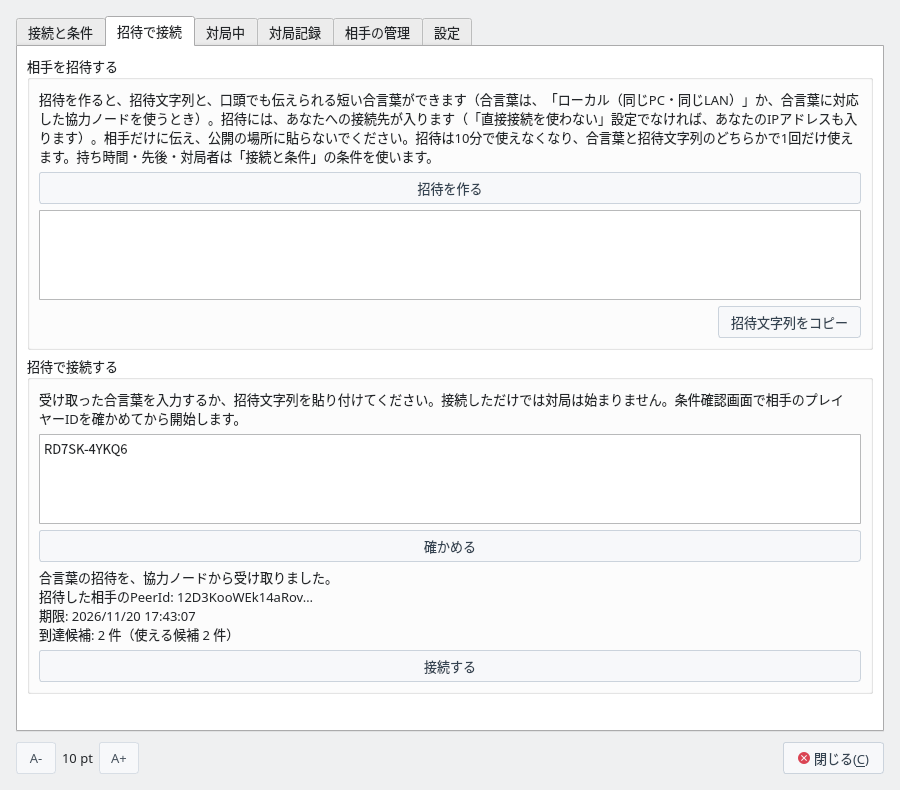 接続と条件 招待で接続 対局中 対局記録 相手の管理 設定
相手を招待する
招待を作ると、招待文字列と、口頭でも伝えられる短い合言葉ができます（合言葉は、「ローカル（同じPC・同じLAN）」か、合言葉に対応
した協力ノードを使うとき）。招待には、あなたへの接続先が入ります（「直接接続を使わない」設定でなければ、あなたのIPアドレスも入
ります）。相手だけに伝え、公開の場所に貼らないでください。招待は10分で使えなくなり、合言葉と招待文字列のどちらかで1回だけ使え
ます。持ち時間・先後・対局者は「接続と条件」の条件を使います。
招待を作る
招待文字列をコピー
招待で接続する
受け取った合言葉を入力するか、招待文字列を貼り付けてください。接続しただけでは対局は始まりません。条件確認画面で相手のプレイ
ヤーIDを確かめてから開始します。
RD7SK-4YKQ6
確かめる
合言葉の招待を、協力ノードから受け取りました。
招待した相手のPeerId: 12D3KooWEk14aRov…
期限: 2026/11/20 17:43:07
到達候補: 2 件（使える候補 2 件）
接続する
A- 10 pt A+ 閉じる(C)